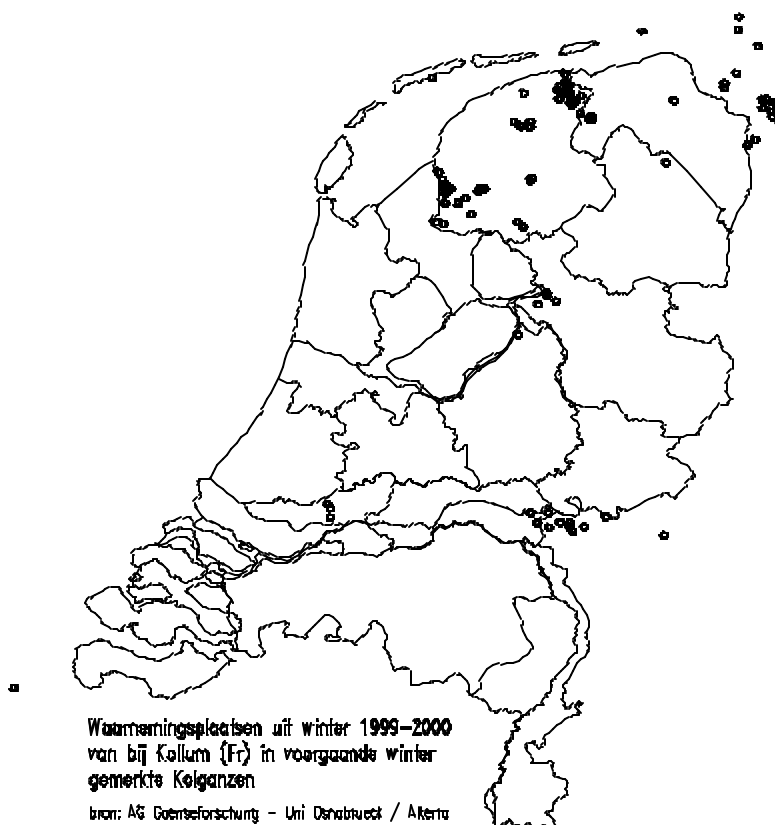 Waarnemingsplaatsen uit winter 1999-2000
van bij Kollum (Fr) in voorgaande winter
gemerkte Kolganzen
bron: AG Gaenseforschung - Uni Osnabrueck / Alterra